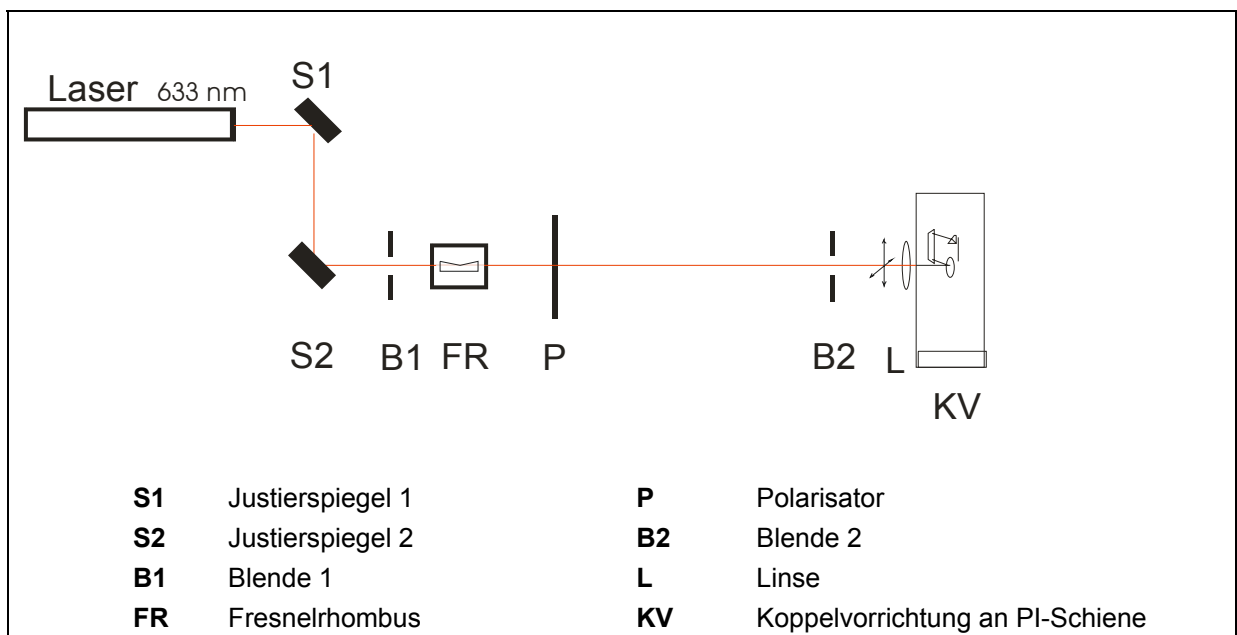 S1
Laser 633 nm
S2 B1 FR P B2 L
KV
S1 Justierspiegel 1 P Polarisator
S2 Justierspiegel 2 B2 Blende 2
B1 Blende 1 L Linse
FR Fresnelrhombus KV Koppelvorrichtung an PI-Schiene